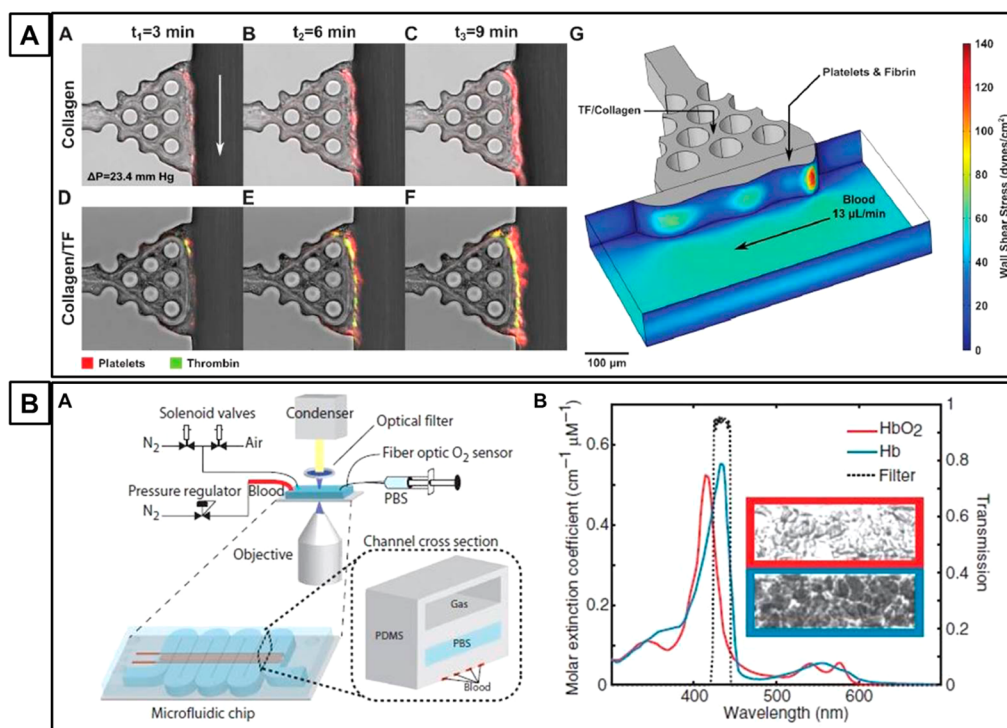 A
A
t₁=3 min
B
t₂=6 min
C
t₃=9 min
Collagen
ΔP=23.4 mm Hg
D
E
F
Collagen/TF
Platelets
Thrombin
G
Platelets & Fibrin
TF/Collagen
Blood
13 µL/min
100 µm
140
120
100
80
60
40
20
0
Wall Shear Stress (dynes/cm²)
B
A
Solenoid valves
N₂
Air
Condenser
Optical filter
Fiber optic O₂ sensor
PBS
Pressure regulator
Blood
N₂
Objective
Channel cross section
Gas
PDMS
PBS
Blood
Microfluidic chip
B
HbO2
Hb
Filter
Molar extinction coefficient (cm⁻¹ µM⁻¹)
0.6
0.4
0.2
0
Transmission
1
0.8
0.6
0.4
0.2
0
400
500
600
Wavelength (nm)